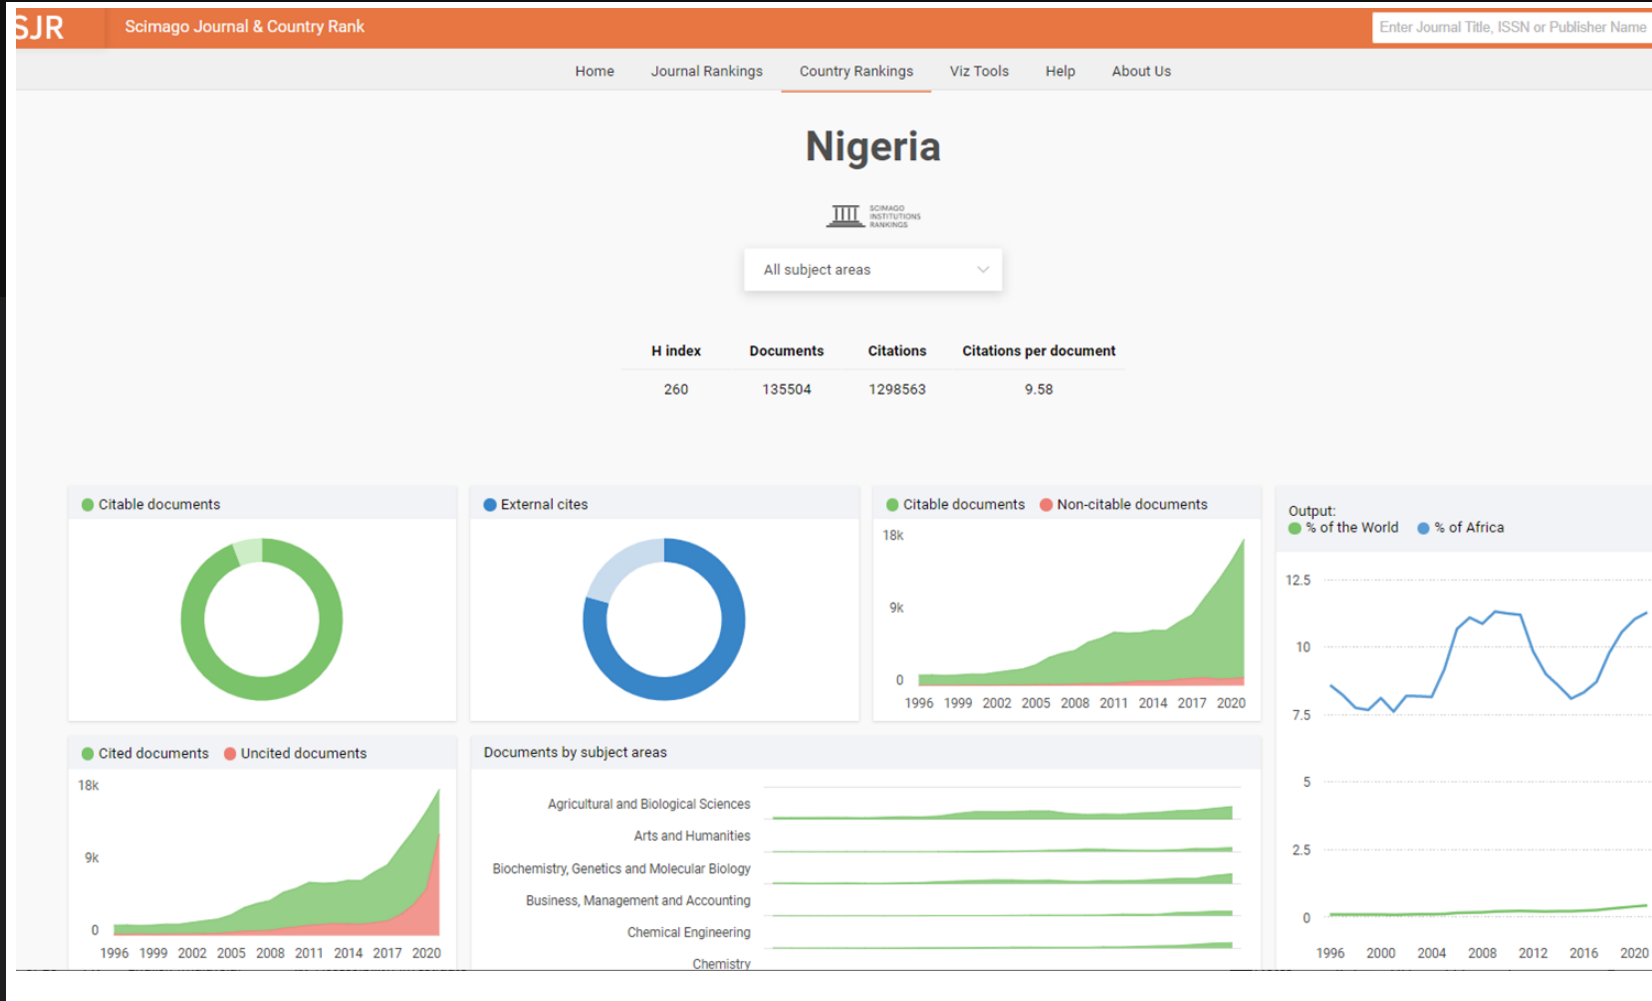 SJR
Scimago Journal & Country Rank
Enter Journal Title, ISSN or Publisher Name
Home Journal Rankings Country Rankings Viz Tools Help About Us
Nigeria
SCIMAGO
INSTITUTIONS
RANKINGS
All subject areas
H index Documents Citations Citations per document
260 135504 1298563 9.58
Citable documents
External cites
Citable documents Non-citable documents
18k
9k
0
1996 1999 2002 2005 2008 2011 2014 2017 2020
Output:
% of the World % of Africa
12.5
10
7.5
5
2.5
0
1996 2000 2004 2008 2012 2016 2020
Cited documents Uncited documents
18k
9k
0
1996 1999 2002 2005 2008 2011 2014 2017 2020
Documents by subject areas
Agricultural and Biological Sciences
Arts and Humanities
Biochemistry, Genetics and Molecular Biology
Business, Management and Accounting
Chemical Engineering
Chemistry